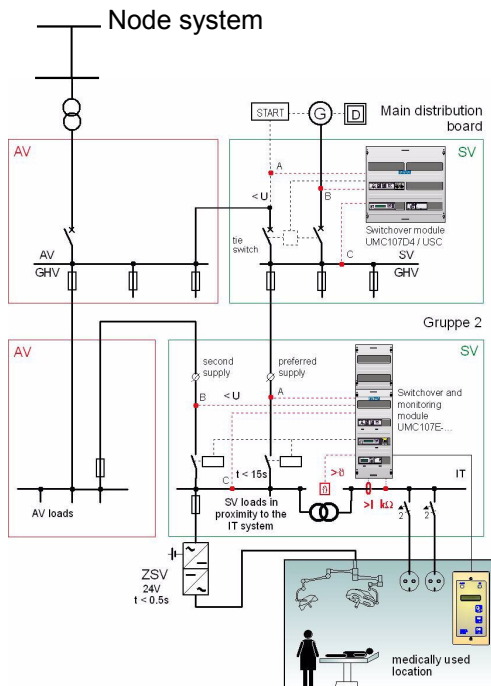 Node system
START
G
D
Main distribution
board
AV
SV
A
< U
B
Switchover module
UMC107D4 / USC
tie
switch
C
AV
GHV
SV
GHV
Gruppe 2
AV
SV
second
supply
preferred
supply
B
< U
A
Switchover and
monitoring
module
UMC107E-...
t < 15s
C
>ϑ
ϑ
IT
AV loads
SV loads in
proximity to the
IT system
>I
kΩ
2
2
ZSV
24V
t < 0.5s
medically used
location